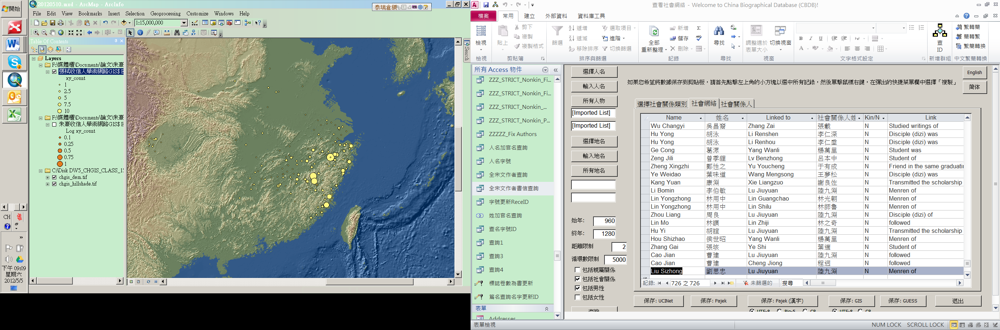 開始
20120510.mxd - ArcMap - ArcInfo
泰瑞倉頡
File Edit View Bookmarks Insert Selection Geoprocessing Customize Windows Help
1:15,000,000
Table Of Contents
Layers
F:\媒體櫃\Documents\論文\朱熹
張栻收信人學術網路GIS$ E
xy_count
1
2.5
5
7.5
10
F:\媒體櫃\Documents\論文\朱熹
朱熹收信人學術網路GIS$ E
Log xy_count
0.1
0.25
0.5
0.75
1
C:\Disk D\W5_CHGIS_CLASS_15
chgis_dem.tif
chgis_hillshade.tif
Search
CH
下午 09:09
星期六
2012/5/5
查看社會網絡 - Welcome to China Biographical Database (CBDB)!
檔案 常用 建立 外部資料 資料庫工具
檢視
貼上
剪下
複製
複製格式
篩選
遞增
遞減
移除排序
選取項目
進階
切換篩選
全部
重新整理
新增
儲存
刪除
尋找
調整適於
表單大小
切換視窗
查
ID
繁轉簡
簡轉繁
繁簡轉換
檢視 剪貼簿 排序與篩選 記錄 尋找 視窗 文字格式設定 新增群組 中文繁簡轉換
所有 Access 物件
ZZZ_STRICT_Nonkin_Fi...
ZZZ_STRICT_Nonkin_Fi...
ZZZ_STRICT_Nonkin_...
ZZZ_STRICT_Nonkin_P...
ZZZZZ_Fix Authors
人名加官名查詢
人名字號
全宋文作者查詢
全宋文作者書信查詢
字號更新ReceID
姓加官名查詢
查名字號ID
查詢1
查詢3
查詢4
標誌卷數為書更新
篇名查詢名字更新ID
表單
Addresses
選擇人名
輸入人名
所有人物
[Imported List]
[Imported List]
選擇地名
輸入地名
所有地名
始年: 960
終年: 1280
距離限制 2
循環數限制 5000
包括親屬關係
包括社會關係
包括男性
包括女性
查詢
如果您希望將數據保存到剪貼板，請首先點擊左上角的小方塊以選中所有記錄，然後單擊鼠標右鍵，在彈出的快捷菜單欄中選擇「複製」
English
简体
選擇社會關係類別 社會網絡 社會關係人
Name 姓名 Linked to 社會關係人姓 Kin/N Link
Wu Changyi 吳昌裔 Zhang Zai 張載 N Studied writings of
Hu Yong 胡泳 Li Renshen 李仁深 N Disciple (dizi) was
Hu Yong 胡泳 Li Renhou 李仁垕 N Disciple (dizi) was
Ge Cong 葛漎 Yang Wanli 楊萬里 N Student was
Zeng Jili 曾季貍 Lv Benzhong 呂本中 N Student of
Zheng Xingzhi 鄭性之 Yu Youcheng 于有成 N Friend in the same graduatin
Ye Weidao 葉味道 Wang Mengsong 王夢松 N Disciple (dizi) was
Kang Yuan 康淵 Xie Liangzuo 謝良佐 N Transmitted the scholarship
Li Bomin 李伯敏 Lu Jiuyuan 陸九淵 N Menren of
Lin Yongzhong 林用中 Lin Guangchao 林光朝 N Menren of
Lin Yongzhong 林用中 Lin Shilu 林師魯 N Menren of
Zhou Liang 周良 Lu Jiuyuan 陸九淵 N Disciple (dizi) of
Lin Mo 林謨 Lin Zhiji 林之奇 N followed
Hu Yi 胡誼 Lu Jiuyuan 陸九淵 N Transmitted the scholarship
Hou Shizhao 侯世昭 Yang Wanli 楊萬里 N Menren of
Zhang Gai 張垓 Ye Shi 葉適 N Student of
Cao Jian 曹建 Lu Jiuyuan 陸九淵 N followed
Cao Jian 曹建 Cheng Jiong 程迥 N followed
Liu Sizhong 劉思忠 Lu Jiuyuan 陸九淵 N Menren of
記錄: 726 之 726 未篩選的 搜尋
保存: UCINet 保存: Pajek 保存: Pajek (漢字) 保存: GIS 保存: GUESS 退出
UTF-8 Big-5 GB UTF-8 GB
表單檢視
NUM LOCK SCROLL LOCK